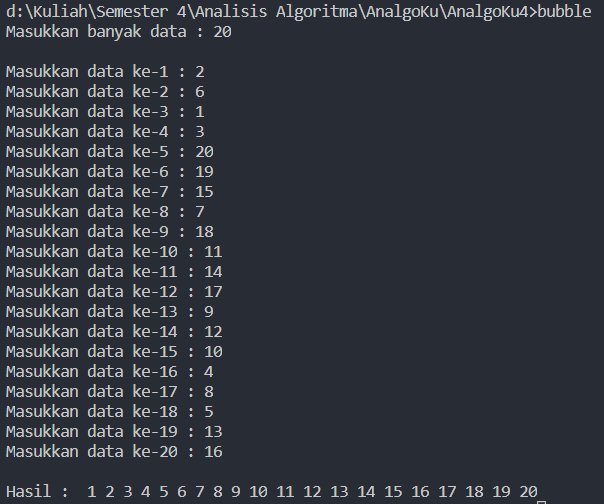 d:\Kuliah\Semester 4\Analisis Algoritma\AnalgoKu\AnalgoKu4>bubble
Masukkan banyak data : 20
Masukkan data ke-1 : 2
Masukkan data ke-2 : 6
Masukkan data ke-3 : 1
Masukkan data ke-4 : 3
Masukkan data ke-5 : 20
Masukkan data ke-6 : 19
Masukkan data ke-7 : 15
Masukkan data ke-8 : 7
Masukkan data ke-9 : 18
Masukkan data ke-10 : 11
Masukkan data ke-11 : 14
Masukkan data ke-12 : 17
Masukkan data ke-13 : 9
Masukkan data ke-14 : 12
Masukkan data ke-15 : 10
Masukkan data ke-16 : 4
Masukkan data ke-17 : 8
Masukkan data ke-18 : 5
Masukkan data ke-19 : 13
Masukkan data ke-20 : 16
Hasil :  1 2 3 4 5 6 7 8 9 10 11 12 13 14 15 16 17 18 19 20